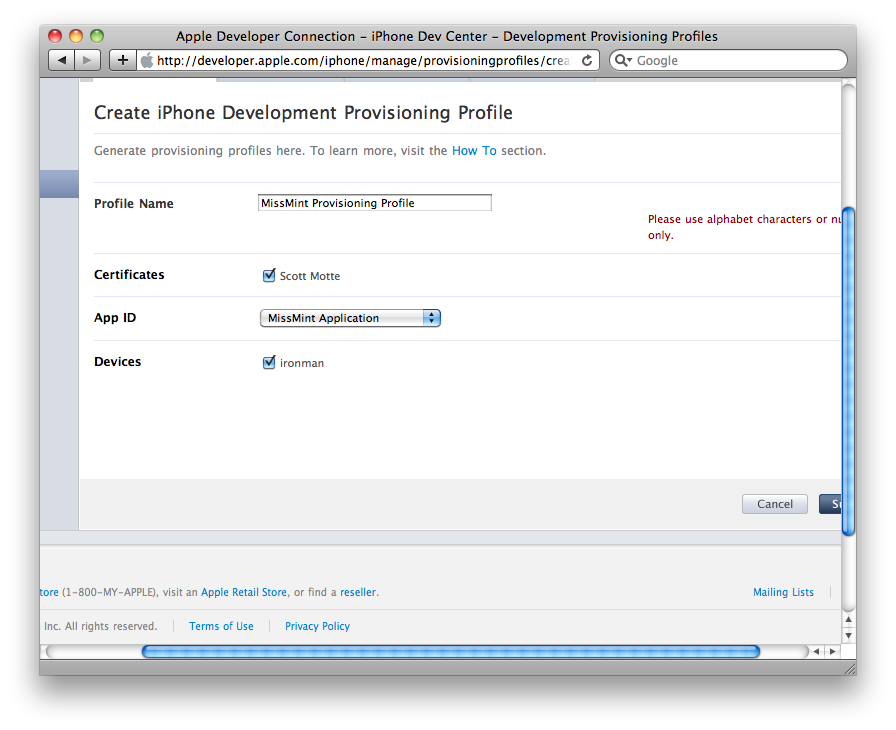 Apple Developer Connection – iPhone Dev Center – Development Provisioning Profiles
http://developer.apple.com/iphone/manage/provisioningprofiles/crea
Google
Create iPhone Development Provisioning Profile
Generate provisioning profiles here. To learn more, visit the How To section.
Profile Name
MissMint Provisioning Profile
Please use alphabet characters or nu
only.
Certificates
Scott Motte
App ID
MissMint Application
Devices
ironman
Cancel
tore (1-800-MY-APPLE), visit an Apple Retail Store, or find a reseller.
Mailing Lists
Inc. All rights reserved.
Terms of Use
Privacy Policy